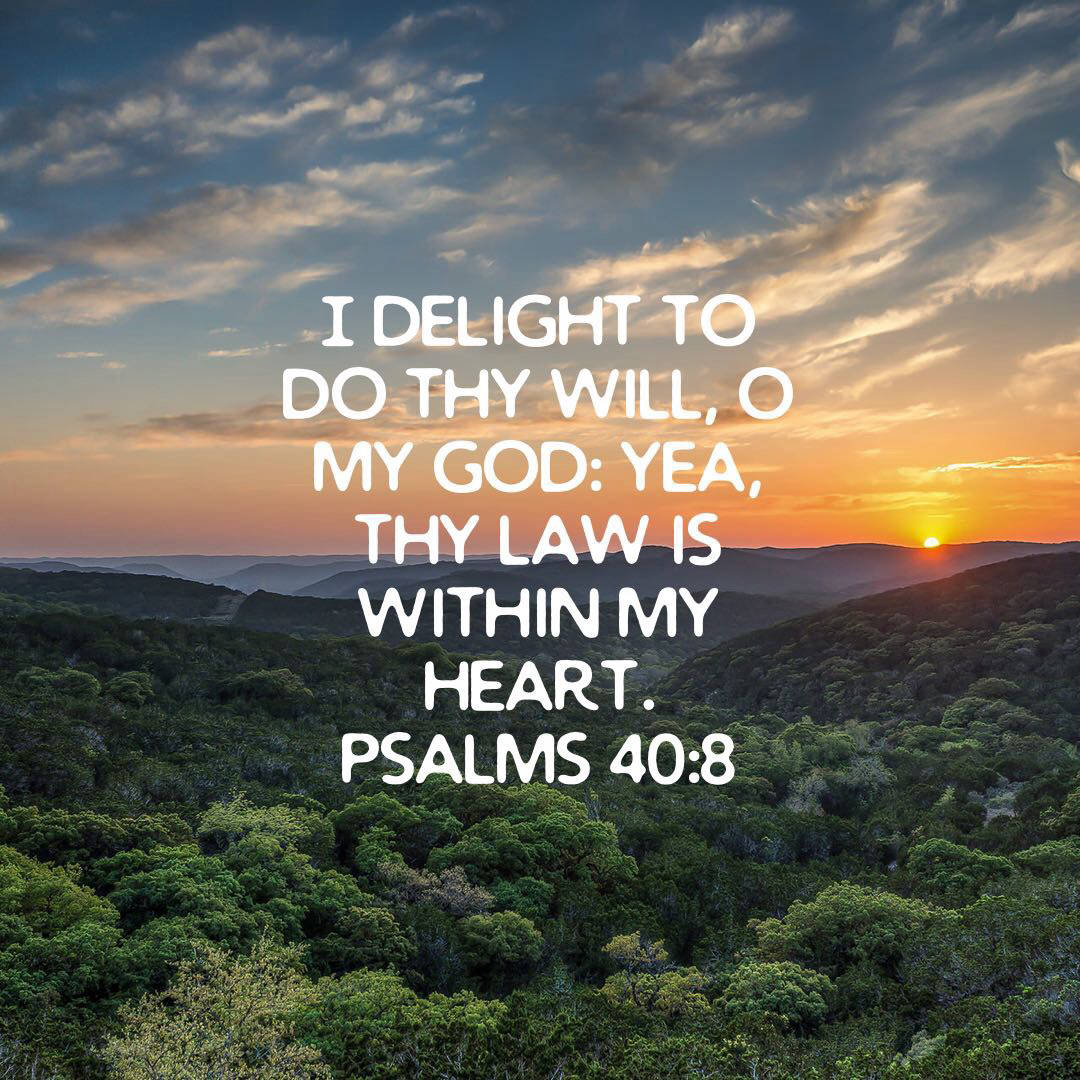 I DELIGHT TO
DO THY WILL, O
MY GOD: YEA,
THY LAW IS
WITHIN MY
HEART.
PSALMS 40:8